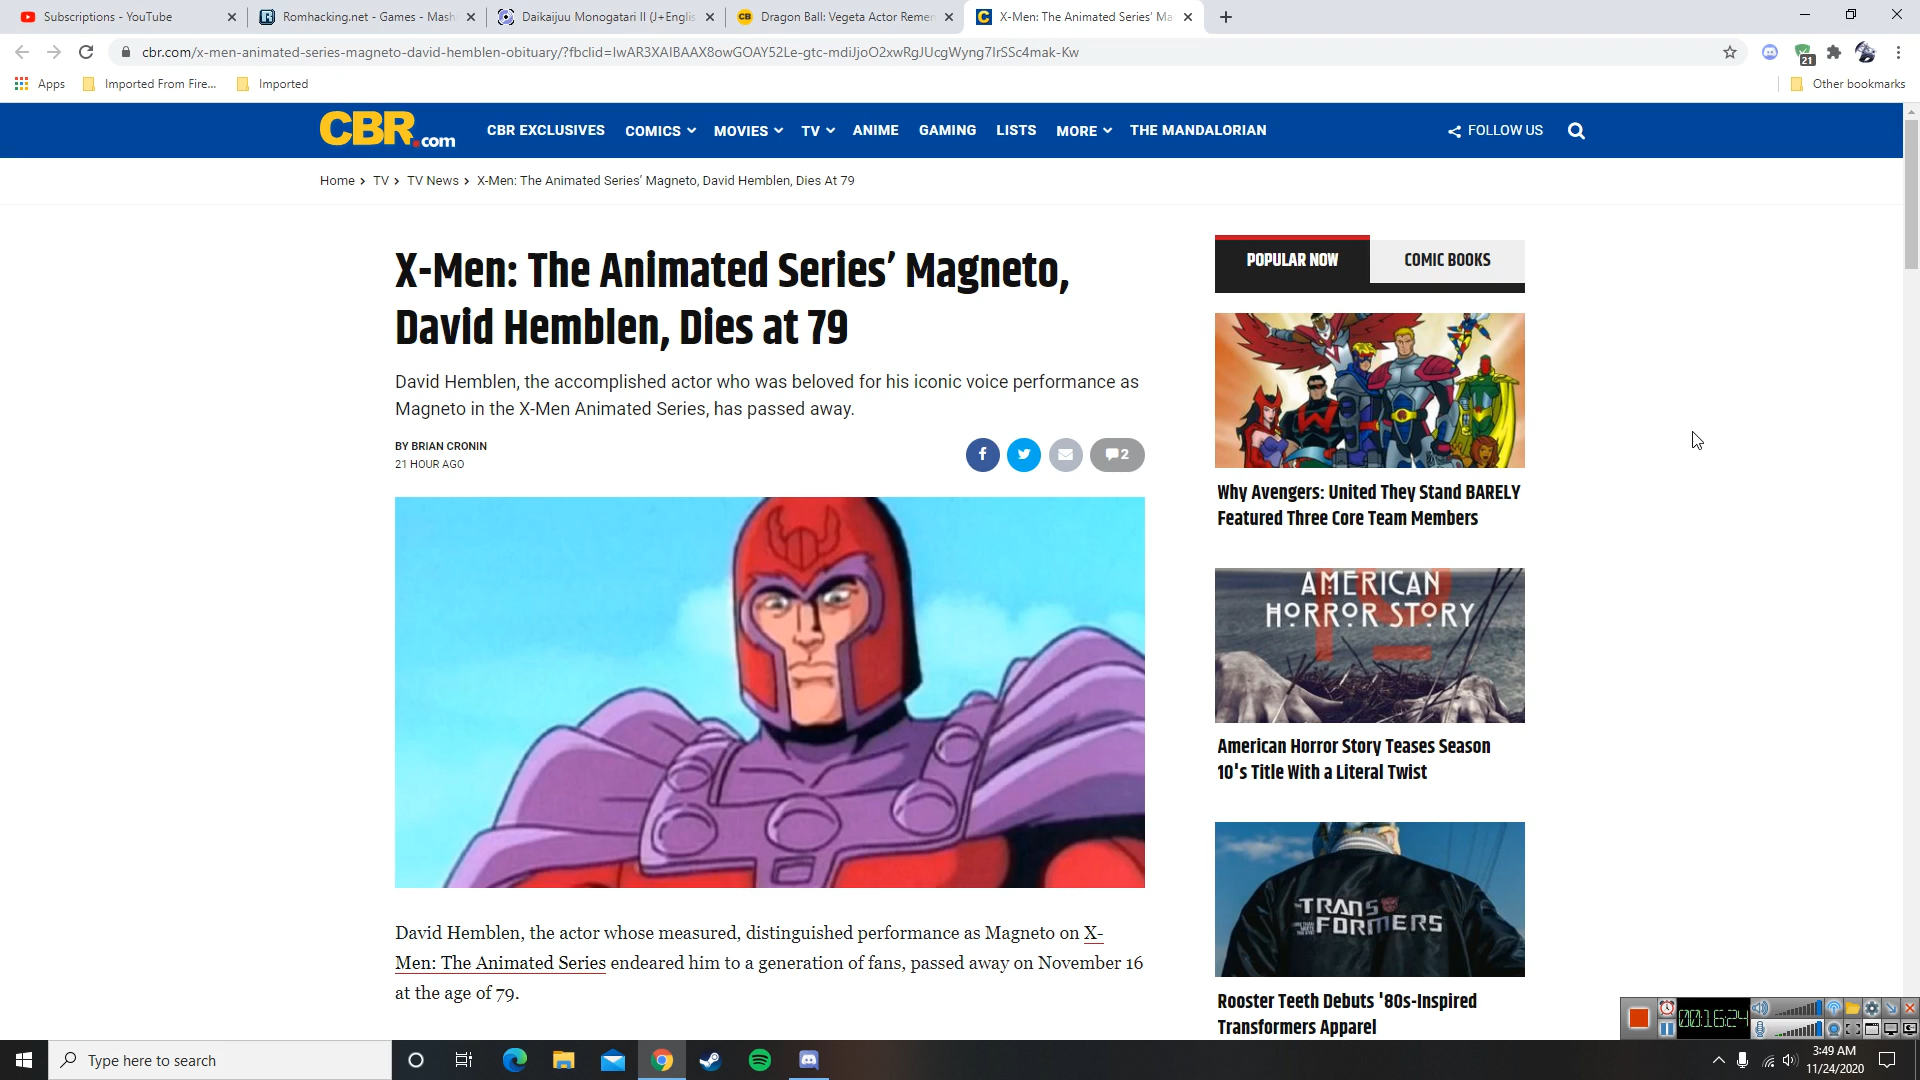 Subscriptions - YouTube
Romhacking.net - Games - Mash
Daikaijuu Monogatari II (J+Englis
Dragon Ball: Vegeta Actor Remem
X-Men: The Animated Series' Ma
cbr.com/x-men-animated-series-magneto-david-hemblen-obituary/?fbclid=IwAR3XAIBAAX8owGOAY52Le-gtc-mdiJjoO2xwRgJUcgWyng7IrSSc4mak-Kw
21
Apps
Imported From Fire...
Imported
Other bookmarks
CBR.com
CBR EXCLUSIVES
COMICS
MOVIES
TV
ANIME
GAMING
LISTS
MORE
THE MANDALORIAN
FOLLOW US
Home > TV > TV News > X-Men: The Animated Series’ Magneto, David Hemblen, Dies At 79
X-Men: The Animated Series’ Magneto,
David Hemblen, Dies at 79
David Hemblen, the accomplished actor who was beloved for his iconic voice performance as
Magneto in the X-Men Animated Series, has passed away.
BY BRIAN CRONIN
21 HOUR AGO
2
David Hemblen, the actor whose measured, distinguished performance as Magneto on X-
Men: The Animated Series endeared him to a generation of fans, passed away on November 16
at the age of 79.
POPULAR NOW
COMIC BOOKS
Why Avengers: United They Stand BARELY
Featured Three Core Team Members
AMERICAN
HORROR STORY
American Horror Story Teases Season
10's Title With a Literal Twist
TRANS
FORMERS
Rooster Teeth Debuts '80s-Inspired
Transformers Apparel
00:16:24
Type here to search
3:49 AM
11/24/2020